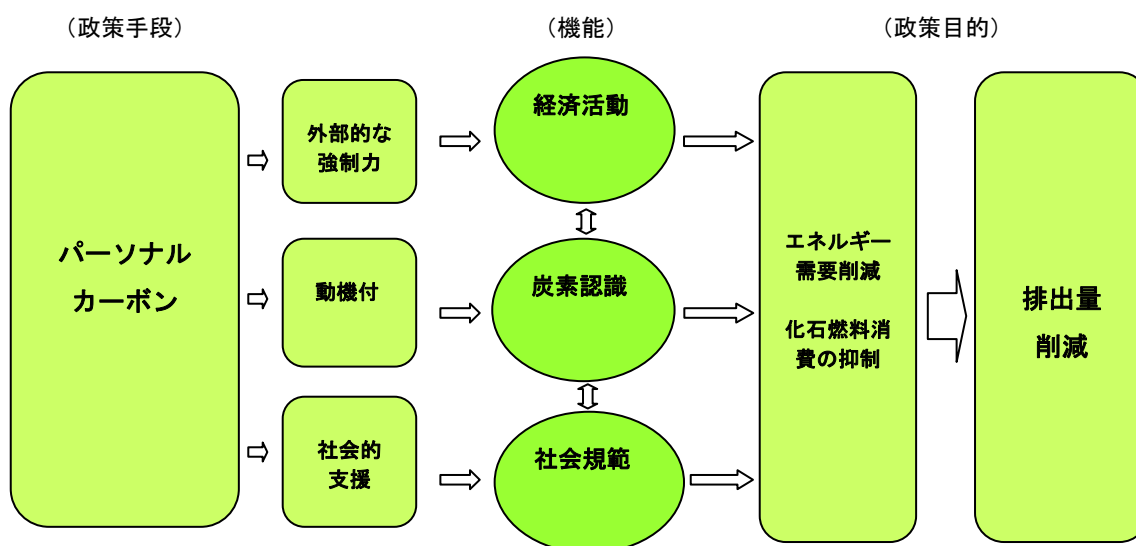 （政策手段）
（機能）
（政策目的）
パーソナル
カーボン
外部的な
強制力
動機付
社会的
支援
経済活動
炭素認識
社会規範
エネルギー
需要削減
化石燃料消
費の抑制
排出量
削減